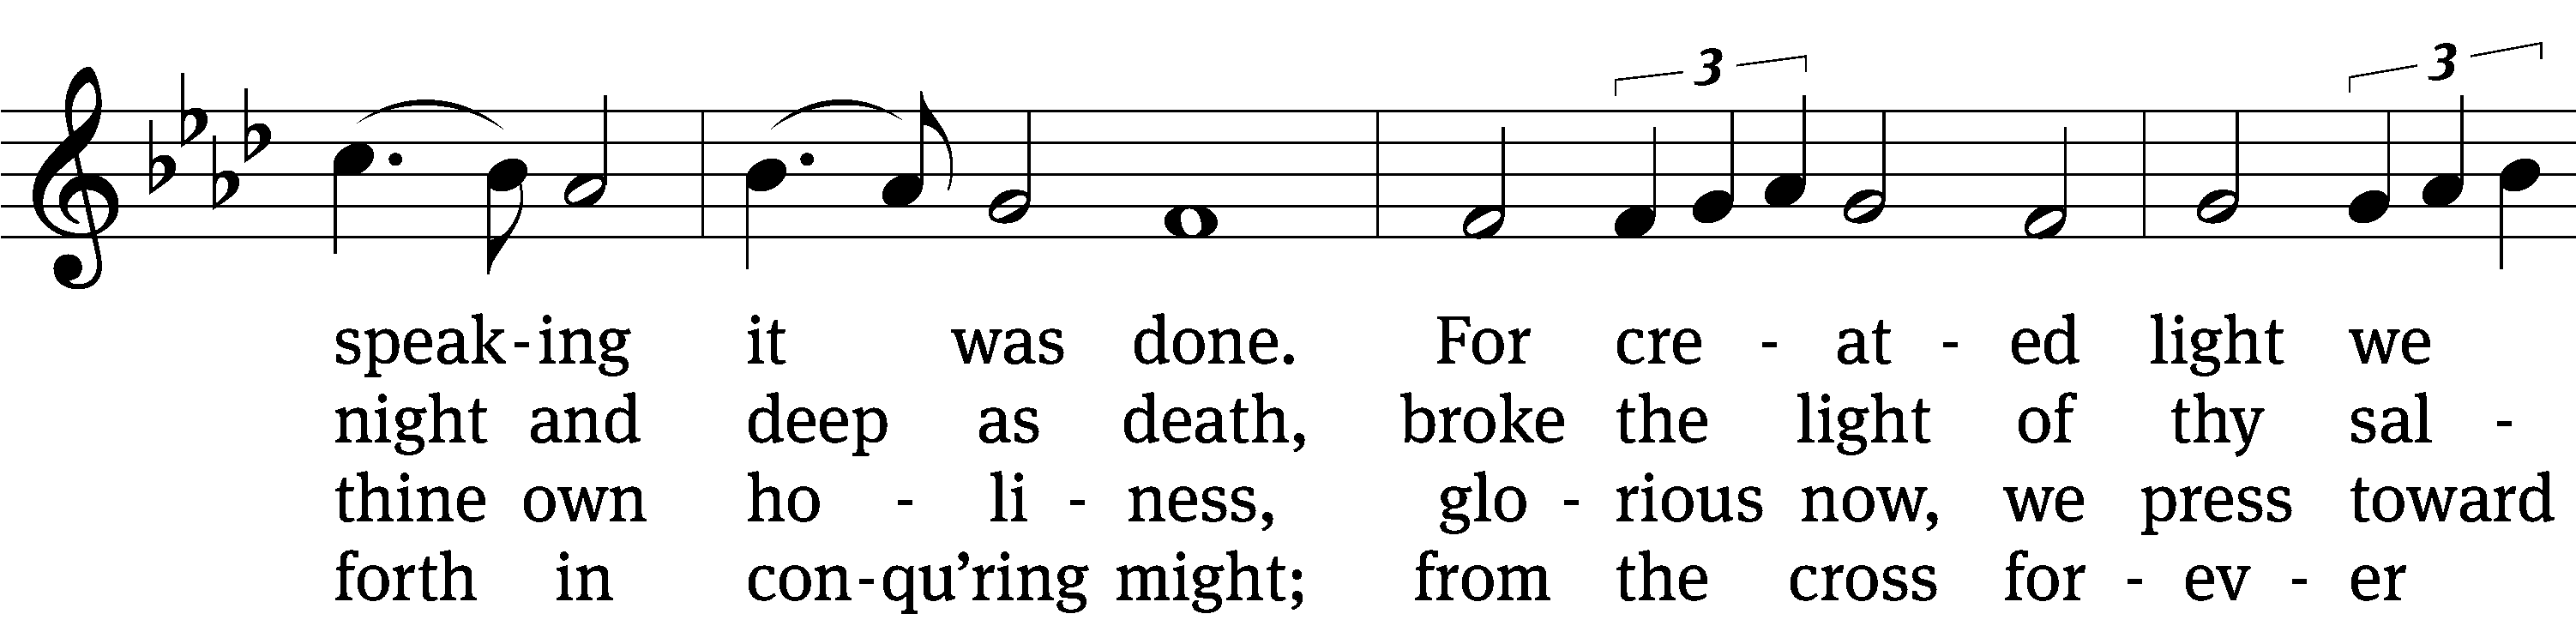 3 3
speak-ing it was done. For cre - at - ed light we
night and deep as death, broke the light of thy sal -
thine own ho - li - ness, glo - rious now, we press toward
forth in con-qu’ring might; from the cross for - ev - er